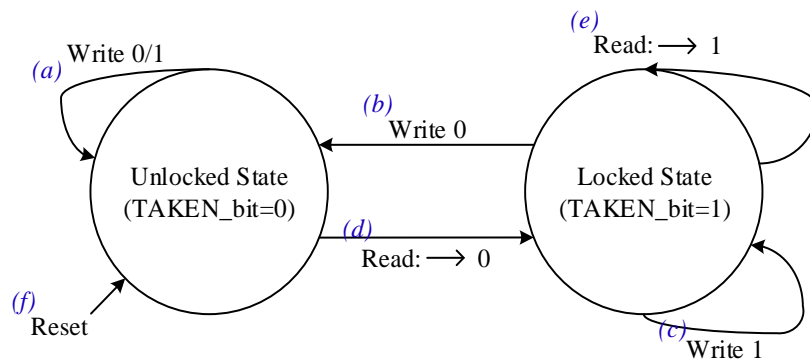 (a)
Write 0/1
(b)
Write 0
(e)
Read: → 1
Unlocked State
(TAKEN_bit=0)
Locked State
(TAKEN_bit=1)
(d)
Read: → 0
(f)
Reset
(c)
Write 1